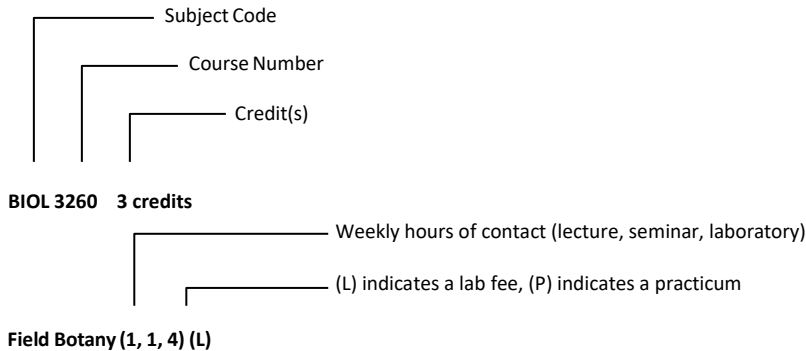 Subject Code
Course Number
Credit(s)
BIOL 3260 3 credits
Weekly hours of contact (lecture, seminar, laboratory)
(L) indicates a lab fee, (P) indicates a practicum
Field Botany (1, 1, 4) (L)